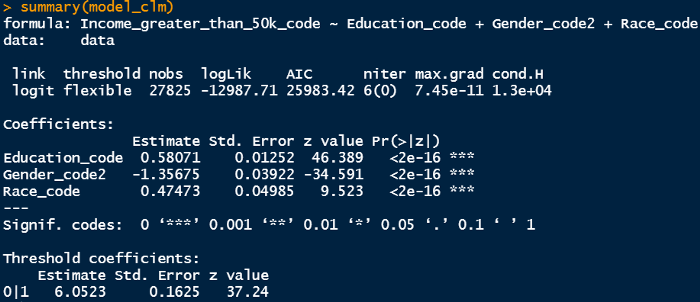 > summary(model_clm)
formula: Income_greater_than_50k_code ~ Education_code + Gender_code2 + Race_code
data:    data

 link  threshold nobs  logLik    AIC      niter max.grad cond.H
 logit flexible  27825 -12987.71 25983.42 6(0)  7.45e-11 1.3e+04

Coefficients:
               Estimate Std. Error z value Pr(>|z|)
Education_code  0.58071    0.01252  46.389   <2e-16 ***
Gender_code2   -1.35675    0.03922 -34.591   <2e-16 ***
Race_code       0.47473    0.04985   9.523   <2e-16 ***
---
Signif. codes:  0 ‘***’ 0.001 ‘**’ 0.01 ‘*’ 0.05 ‘.’ 0.1 ‘ ’ 1

Threshold coefficients:
    Estimate Std. Error z value
0|1   6.0523     0.1625   37.24